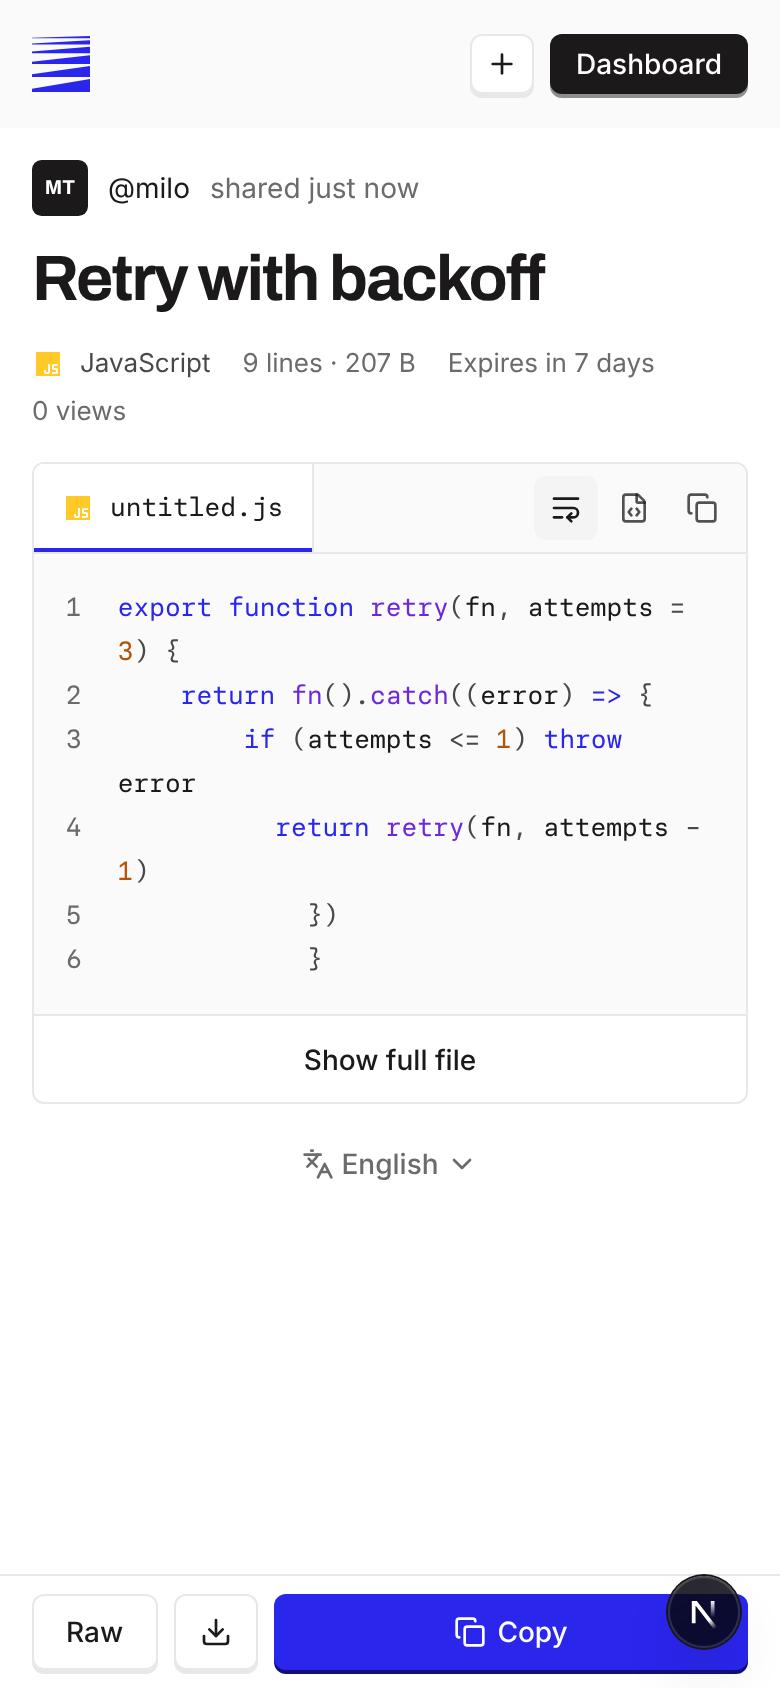 + Dashboard
MT @milo shared just now
Retry with backoff
JS JavaScript 9 lines · 207 B Expires in 7 days
0 views
JS untitled.js
1 export function retry(fn, attempts =
3) {
2     return fn().catch((error) => {
3         if (attempts <= 1) throw
error
4           return retry(fn, attempts -
1)
5             })
6             }
Show full file
English
Raw Copy N